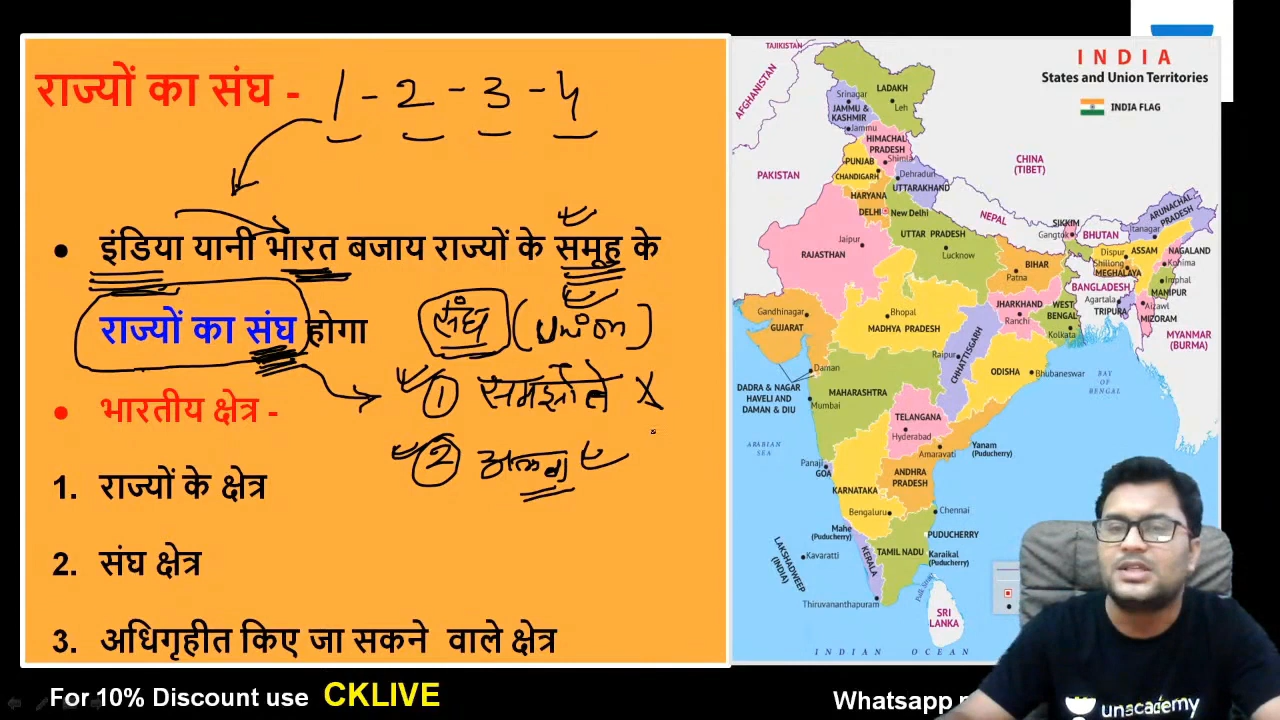 राज्यों का संघ - 1 - 2 - 3 - 4
• इंडिया यानी भारत बजाय राज्यों के समूह के
राज्यों का संघ होगा
संघ (Union)
① समझौते X
② अलग
• भारतीय क्षेत्र -
1. राज्यों के क्षेत्र
2. संघ क्षेत्र
3. अधिगृहीत किए जा सकने वाले क्षेत्र
INDIA
States and Union Territories
INDIA FLAG
TAJIKISTAN
AFGHANISTAN
PAKISTAN
CHINA
(TIBET)
NEPAL
BHUTAN
BANGLADESH
MYANMAR
(BURMA)
SRI
LANKA
LADAKH
Leh
Srinagar
JAMMU &
KASHMIR
Jammu
HIMACHAL
PRADESH
Shimla
PUNJAB
CHANDIGARH
Dehradun
UTTARAKHAND
HARYANA
DELHI
New Delhi
Jaipur
RAJASTHAN
UTTAR PRADESH
Lucknow
BIHAR
Patna
SIKKIM
Gangtok
ARUNACHAL
PRADESH
Itanagar
Dispur
ASSAM
NAGALAND
Kohima
Shillong
MEGHALAYA
Imphal
MANIPUR
Agartala
TRIPURA
Aizawl
MIZORAM
Gandhinagar
GUJARAT
Bhopal
MADHYA PRADESH
JHARKHAND
Ranchi
WEST
BENGAL
Kolkata
Raipur
CHHATTISGARH
ODISHA
Bhubaneswar
Daman
DADRA & NAGAR
HAVELI AND
DAMAN & DIU
MAHARASHTRA
Mumbai
TELANGANA
Hyderabad
Amaravati
Yanam
(Puducherry)
ANDHRA
PRADESH
Panaji
GOA
KARNATAKA
Bengaluru
Chennai
Mahe
(Puducherry)
PUDUCHERRY
KERALA
TAMIL NADU
Karaikal
(Puducherry)
LAKSHADWEEP
(INDIA)
Kavaratti
Thiruvananthapuram
Palk Strait
ARABIAN
SEA
BAY
OF
BENGAL
INDIAN OCEAN
For 10% Discount use CKLIVE
Whatsapp
unacademy